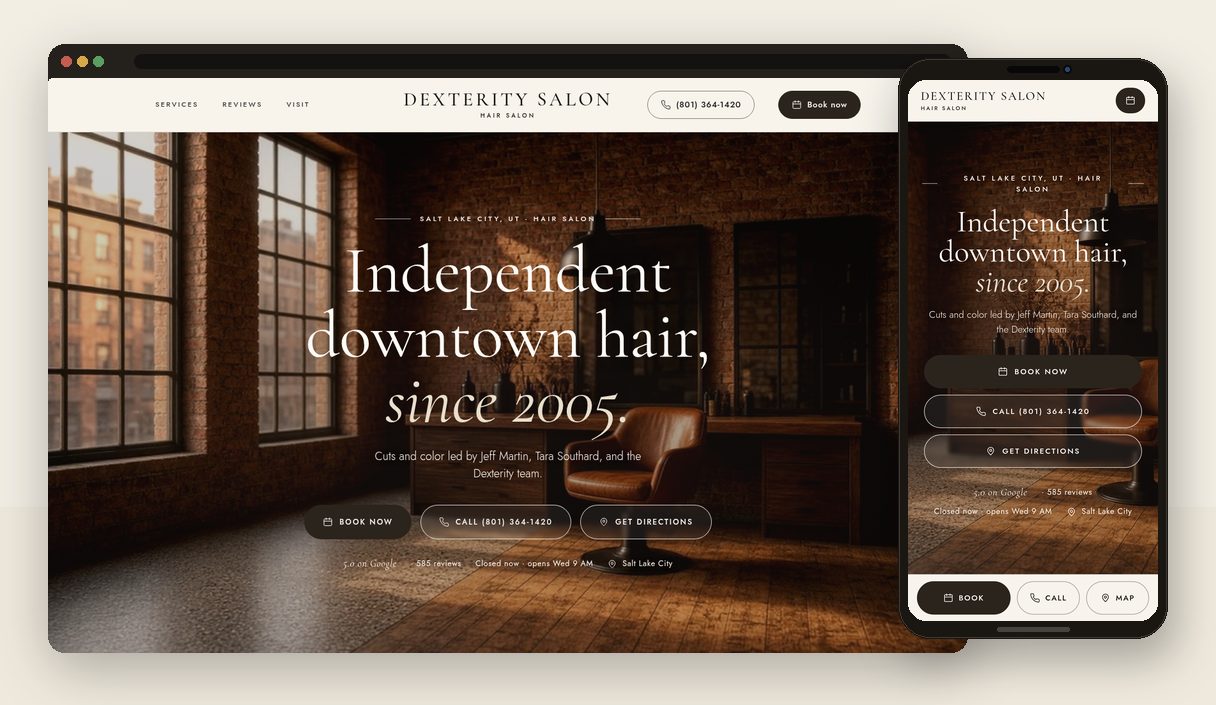 SERVICES REVIEWS VISIT
DEXTERITY SALON
HAIR SALON
(801) 364-1420
Book now
SALT LAKE CITY, UT · HAIR SALON
Independent
downtown hair,
since 2005.
Cuts and color led by Jeff Martin, Tara Southard, and the
Dexterity team.
BOOK NOW
CALL (801) 364-1420
GET DIRECTIONS
5.0 on Google · 585 reviews Closed now · opens Wed 9 AM Salt Lake City
DEXTERITY SALON
HAIR SALON
SALT LAKE CITY, UT · HAIR
SALON
Independent
downtown hair,
since 2005.
Cuts and color led by Jeff Martin, Tara Southard, and
the Dexterity team.
BOOK NOW
CALL (801) 364-1420
GET DIRECTIONS
5.0 on Google · 585 reviews
Closed now · opens Wed 9 AM Salt Lake City
BOOK
CALL
MAP